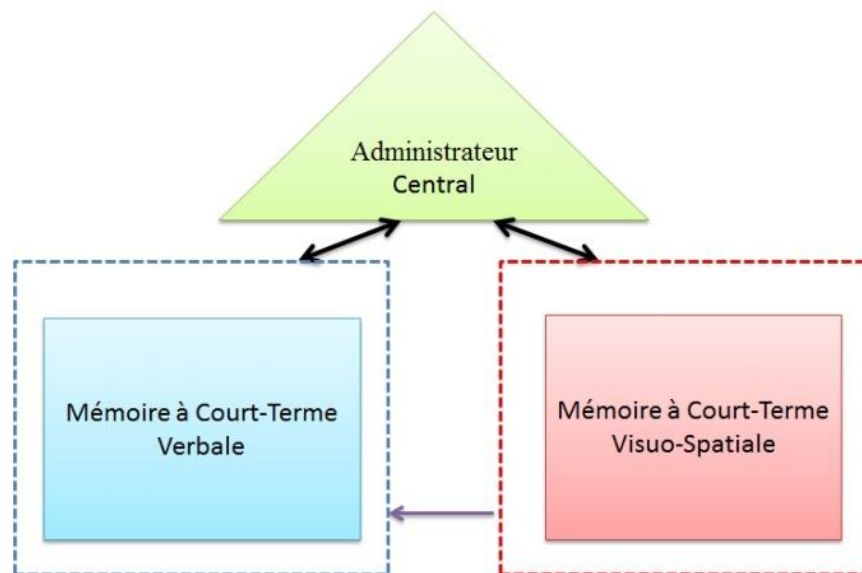 Administrateur
Central
Mémoire à Court-Terme
Verbale
Mémoire à Court-Terme
Visuo-Spatiale